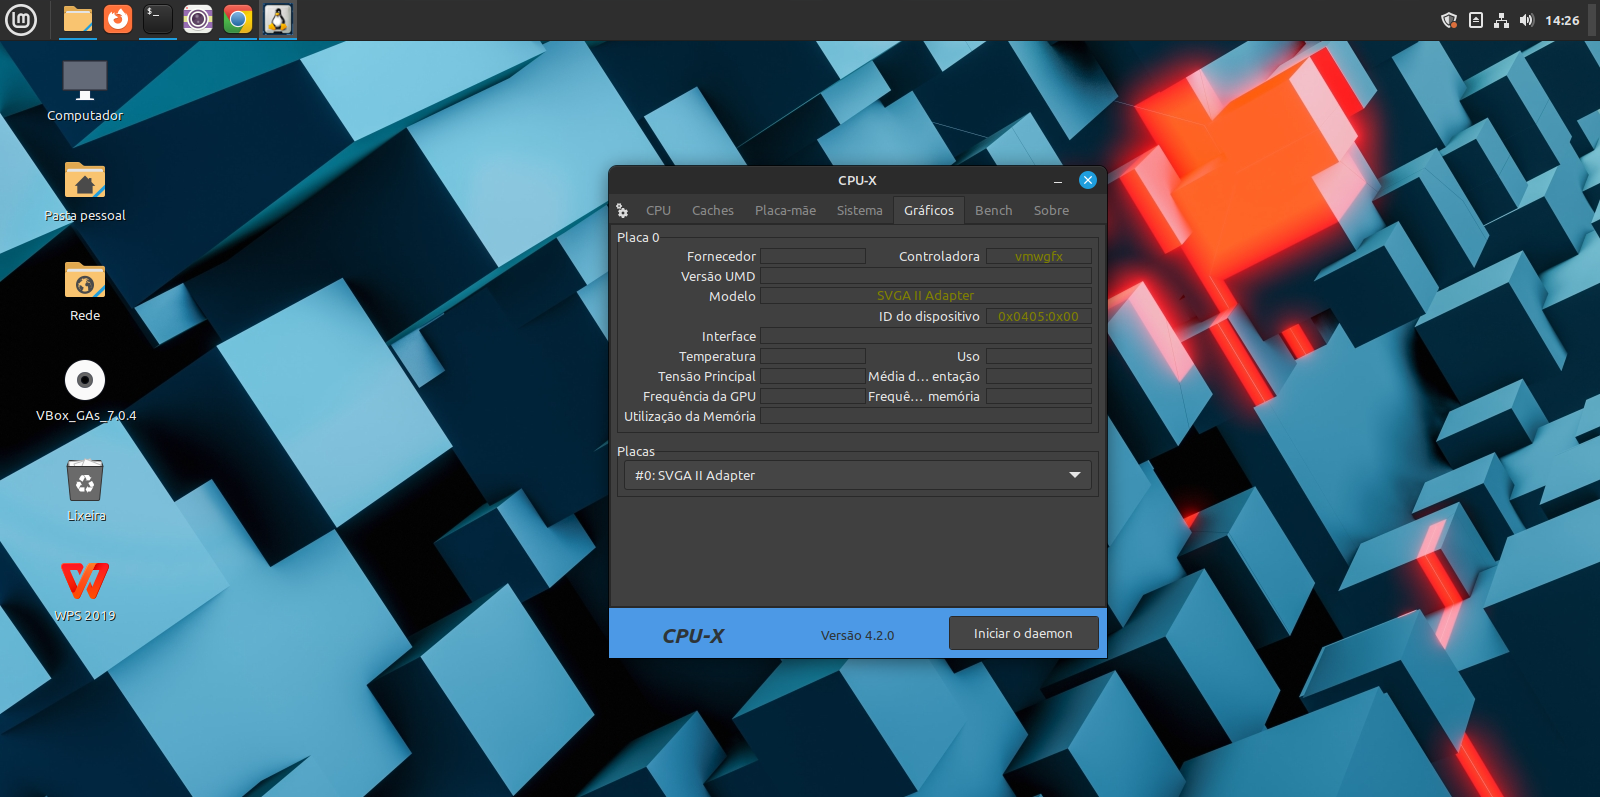 14:26
Computador
Pasta pessoal
Rede
VBox_GAs_7.0.4
Lixeira
WPS 2019
CPU-X
CPU Caches Placa-mãe Sistema Gráficos Bench Sobre
Placa 0
Fornecedor Controladora vmwgfx
Versão UMD
Modelo SVGA II Adapter
ID do dispositivo 0x0405:0x00
Interface
Temperatura Uso
Tensão Principal Média d... entação
Frequência da GPU Frequê... memória
Utilização da Memória
Placas
#0: SVGA II Adapter
CPU-X Versão 4.2.0 Iniciar o daemon